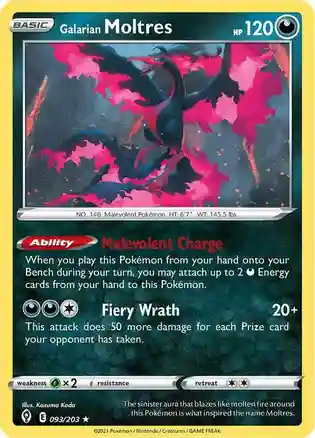 BASIC Galarian Moltres HP 120
NO. 146 Malevolent Pokémon HT: 6'7" WT: 145.5 lbs
Ability Malevolent Charge
When you play this Pokémon from your hand onto your
Bench during your turn, you may attach up to 2 Energy
cards from your hand to this Pokémon.
Fiery Wrath 20+
This attack does 50 more damage for each Prize card
your opponent has taken.
weakness ×2 resistance retreat
Illus. Kasumo Koda
E 093/203 ★
The sinister aura that blazes like molten fire around
this Pokémon is what inspired the name Moltres.
©2021 Pokémon / Nintendo / Creatures / GAME FREAK